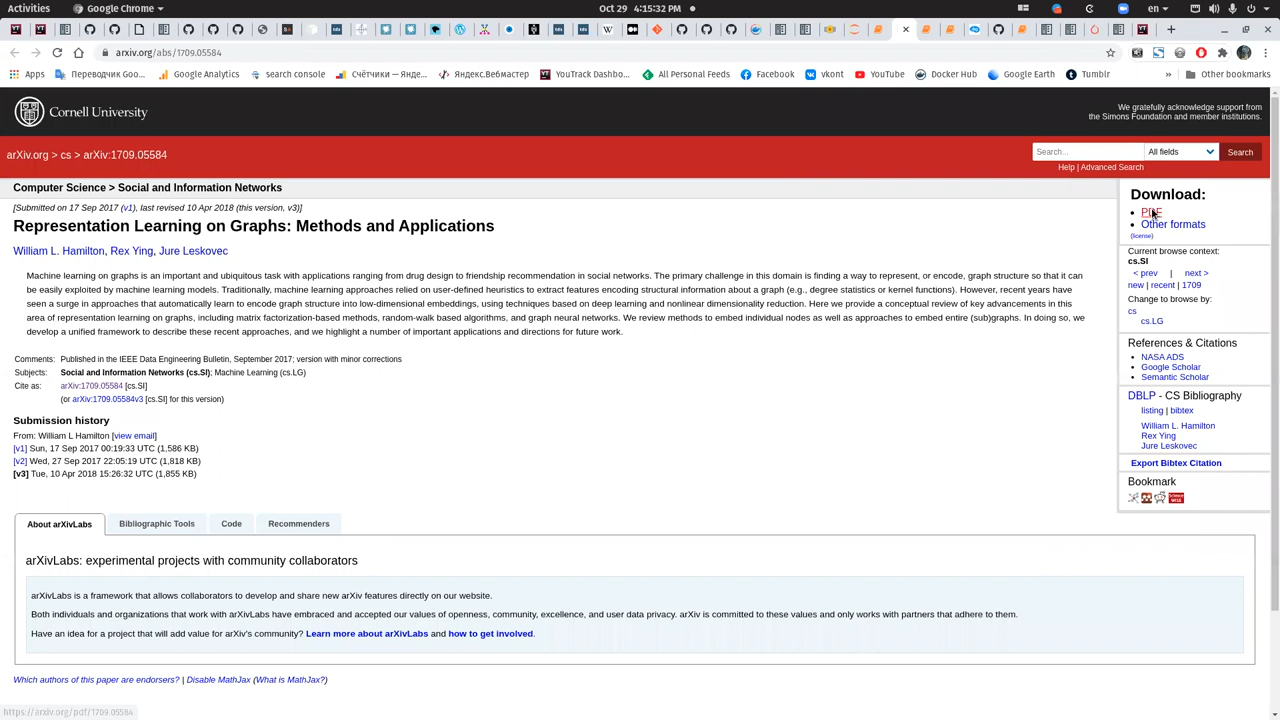 Activities
Google Chrome
Oct 29 4:15:32 PM
arxiv.org/abs/1709.05584
Apps
Переводчик Goo...
Google Analytics
search console
Счётчики — Янде...
Яндекс.Вебмастер
YouTrack Dashbo...
All Personal Feeds
Facebook
vkont
YouTube
Docker Hub
Google Earth
Tumblr
»
Other bookmarks
Cornell University
We gratefully acknowledge support from
the Simons Foundation and member institutions.
arXiv.org > cs > arXiv:1709.05584
Search...
All fields
Search
Help | Advanced Search
Computer Science > Social and Information Networks
[Submitted on 17 Sep 2017 (v1), last revised 10 Apr 2018 (this version, v3)]
Representation Learning on Graphs: Methods and Applications
William L. Hamilton, Rex Ying, Jure Leskovec
Machine learning on graphs is an important and ubiquitous task with applications ranging from drug design to friendship recommendation in social networks. The primary challenge in this domain is finding a way to represent, or encode, graph structure so that it can
be easily exploited by machine learning models. Traditionally, machine learning approaches relied on user-defined heuristics to extract features encoding structural information about a graph (e.g., degree statistics or kernel functions). However, recent years have
seen a surge in approaches that automatically learn to encode graph structure into low-dimensional embeddings, using techniques based on deep learning and nonlinear dimensionality reduction. Here we provide a conceptual review of key advancements in this
area of representation learning on graphs, including matrix factorization-based methods, random-walk based algorithms, and graph neural networks. We review methods to embed individual nodes as well as approaches to embed entire (sub)graphs. In doing so, we
develop a unified framework to describe these recent approaches, and we highlight a number of important applications and directions for future work.
Comments: Published in the IEEE Data Engineering Bulletin, September 2017; version with minor corrections
Subjects: Social and Information Networks (cs.SI); Machine Learning (cs.LG)
Cite as: arXiv:1709.05584 [cs.SI]
(or arXiv:1709.05584v3 [cs.SI] for this version)
Submission history
From: William L Hamilton [view email]
[v1] Sun, 17 Sep 2017 00:19:33 UTC (1,586 KB)
[v2] Wed, 27 Sep 2017 22:05:19 UTC (1,818 KB)
[v3] Tue, 10 Apr 2018 15:26:32 UTC (1,855 KB)
Download:
PDF
Other formats
(license)
Current browse context:
cs.SI
< prev | next >
new | recent | 1709
Change to browse by:
cs
cs.LG
References & Citations
NASA ADS
Google Scholar
Semantic Scholar
DBLP - CS Bibliography
listing | bibtex
William L. Hamilton
Rex Ying
Jure Leskovec
Export Bibtex Citation
Bookmark
About arXivLabs
Bibliographic Tools
Code
Recommenders
arXivLabs: experimental projects with community collaborators
arXivLabs is a framework that allows collaborators to develop and share new arXiv features directly on our website.
Both individuals and organizations that work with arXivLabs have embraced and accepted our values of openness, community, excellence, and user data privacy. arXiv is committed to these values and only works with partners that adhere to them.
Have an idea for a project that will add value for arXiv's community? Learn more about arXivLabs and how to get involved.
Which authors of this paper are endorsers? | Disable MathJax (What is MathJax?)
https://arxiv.org/pdf/1709.05584